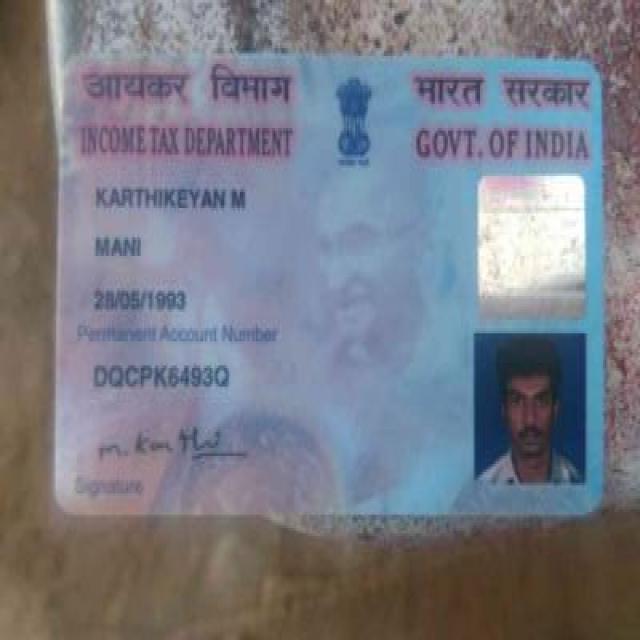 आयकर विभाग भारत सरकार
INCOME TAX DEPARTMENT GOVT. OF INDIA
KARTHIKEYAN M
MANI
28/05/1993
Permanent Account Number
DQCPK6493Q
m. Karthi
Signature